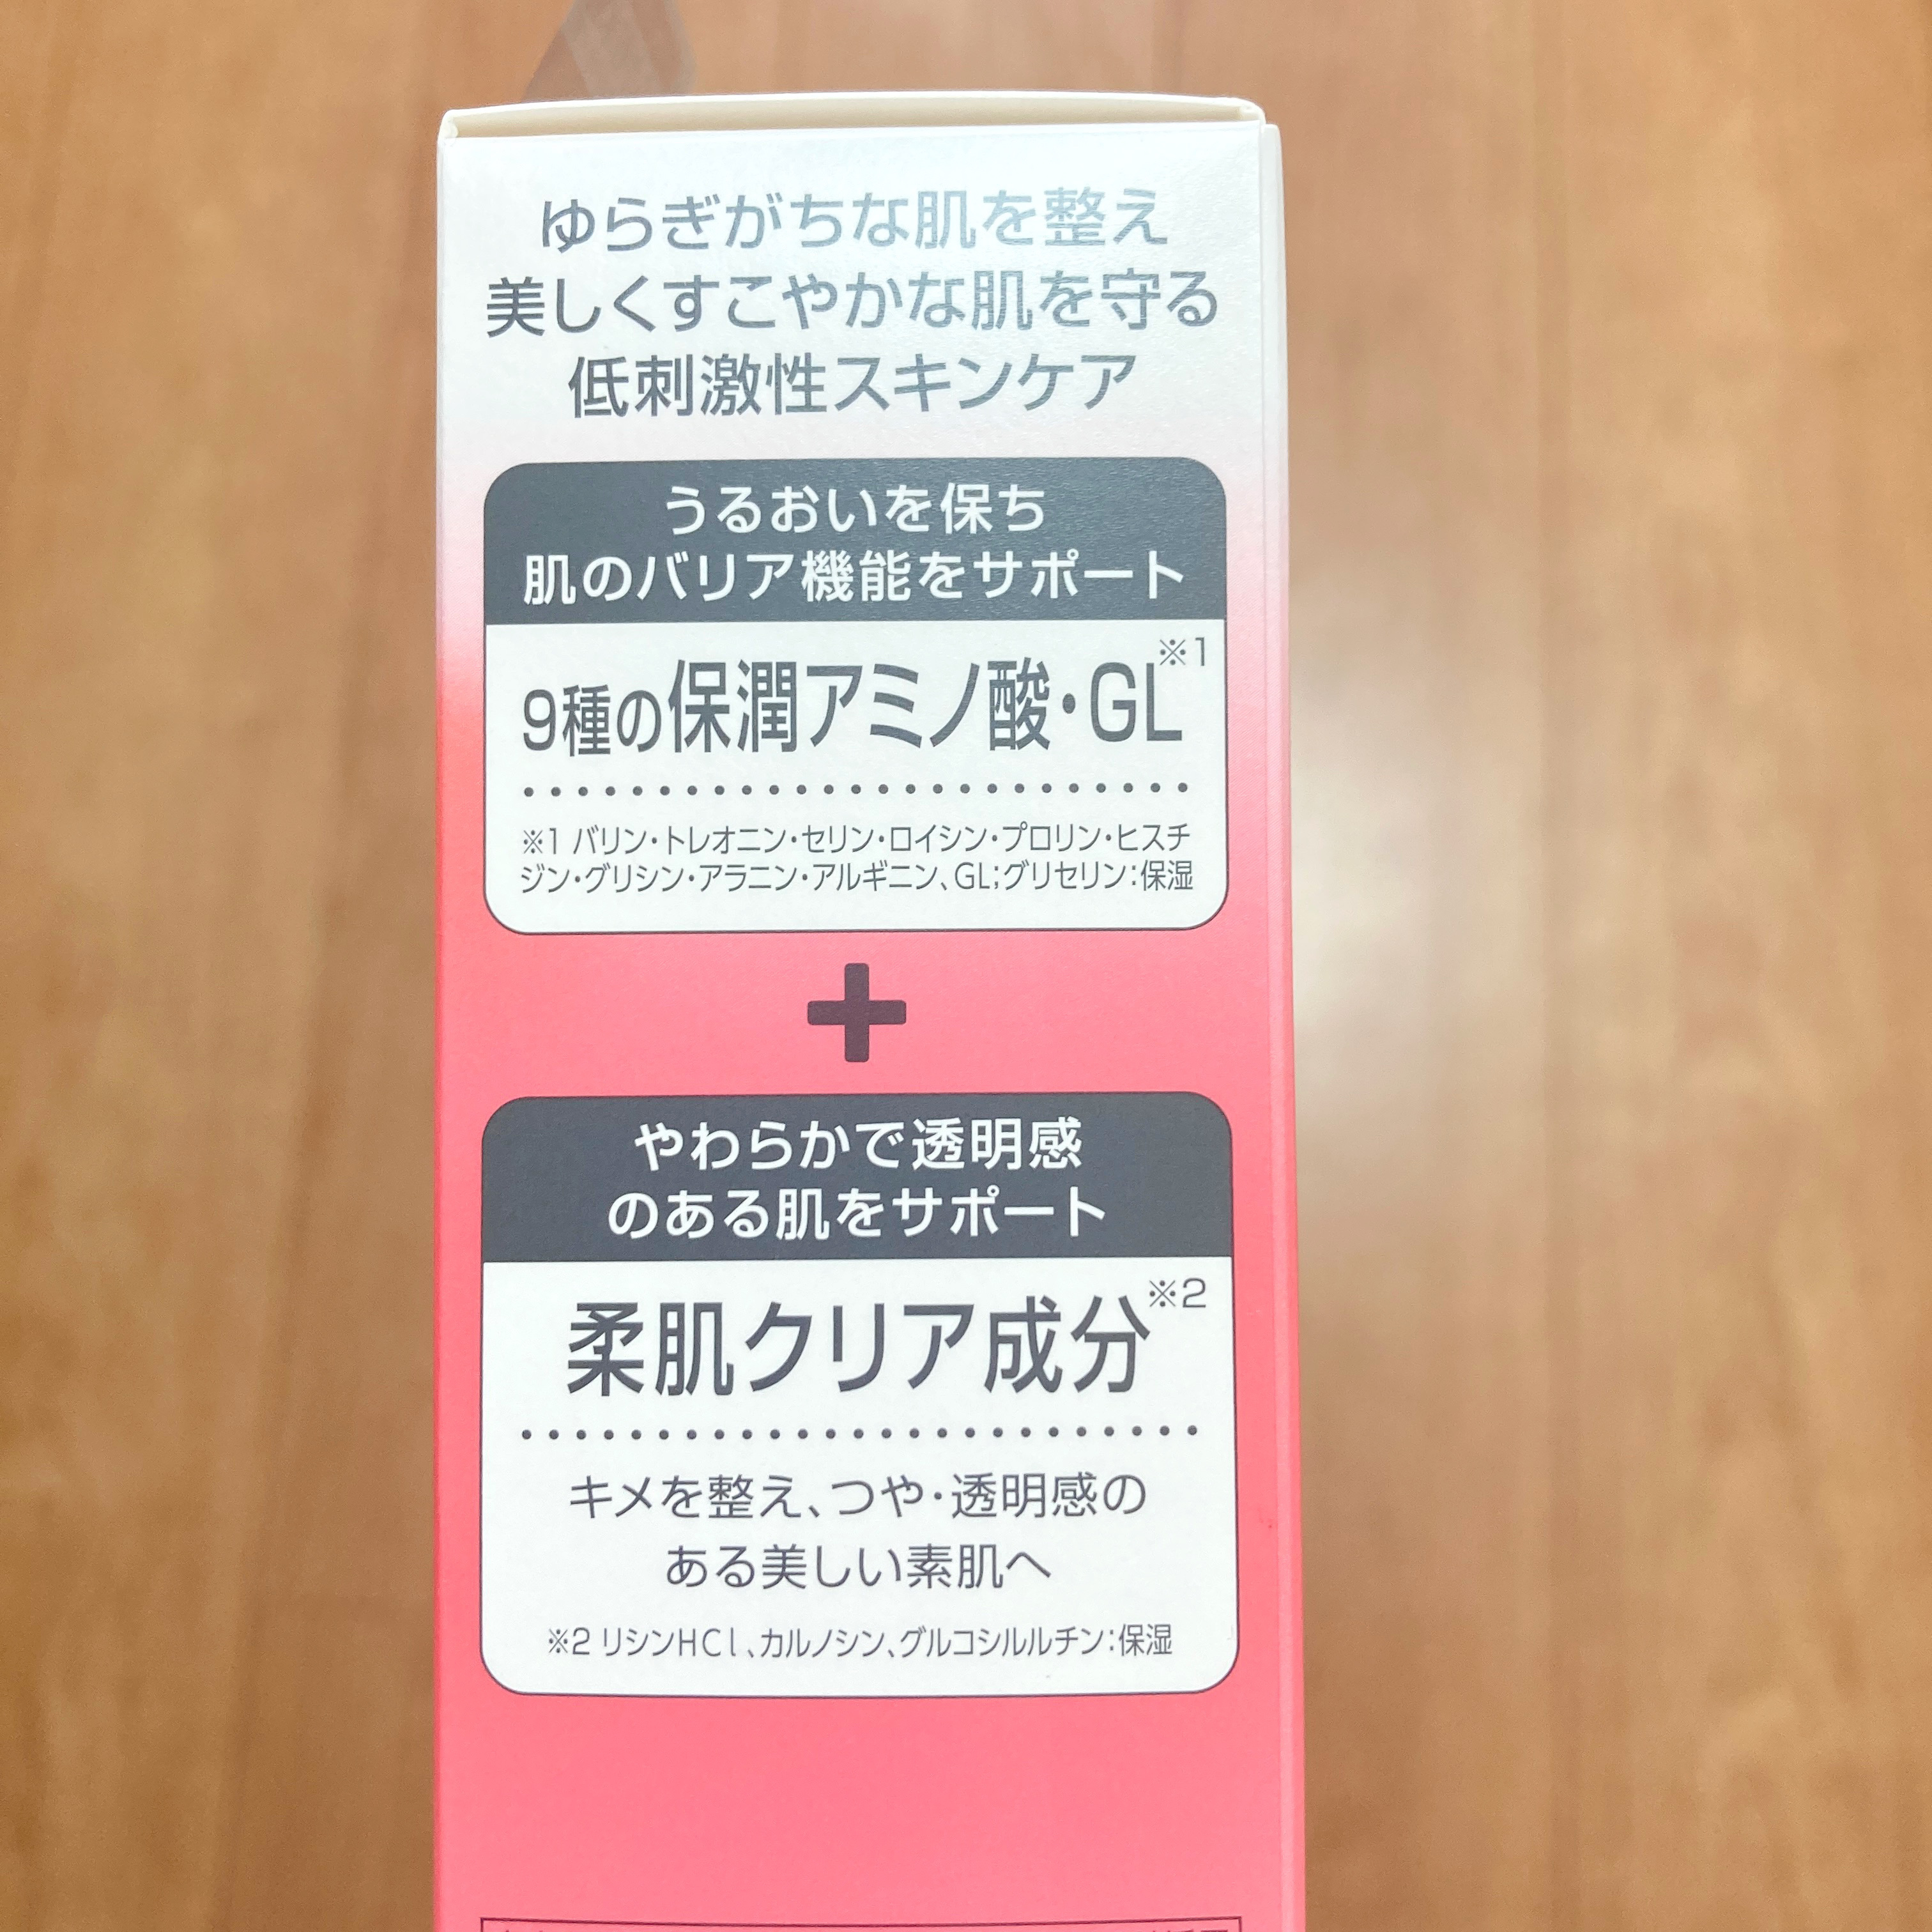 ゆらぎがちな肌を整え
美しくすこやかな肌を守る
低刺激性スキンケア
うるおいを保ち
肌のバリア機能をサポート
9種の保潤アミノ酸・GL※1
※1 バリン・トレオニン・セリン・ロイシン・プロリン・ヒスチ
ジン・グリシン・アラニン・アルギニン、GL;グリセリン:保湿
+
やわらかで透明感
のある肌をサポート
柔肌クリア成分※2
キメを整え、つや・透明感の
ある美しい素肌へ
※2 リシンHCl、カルノシン、グルコシルルチン:保湿